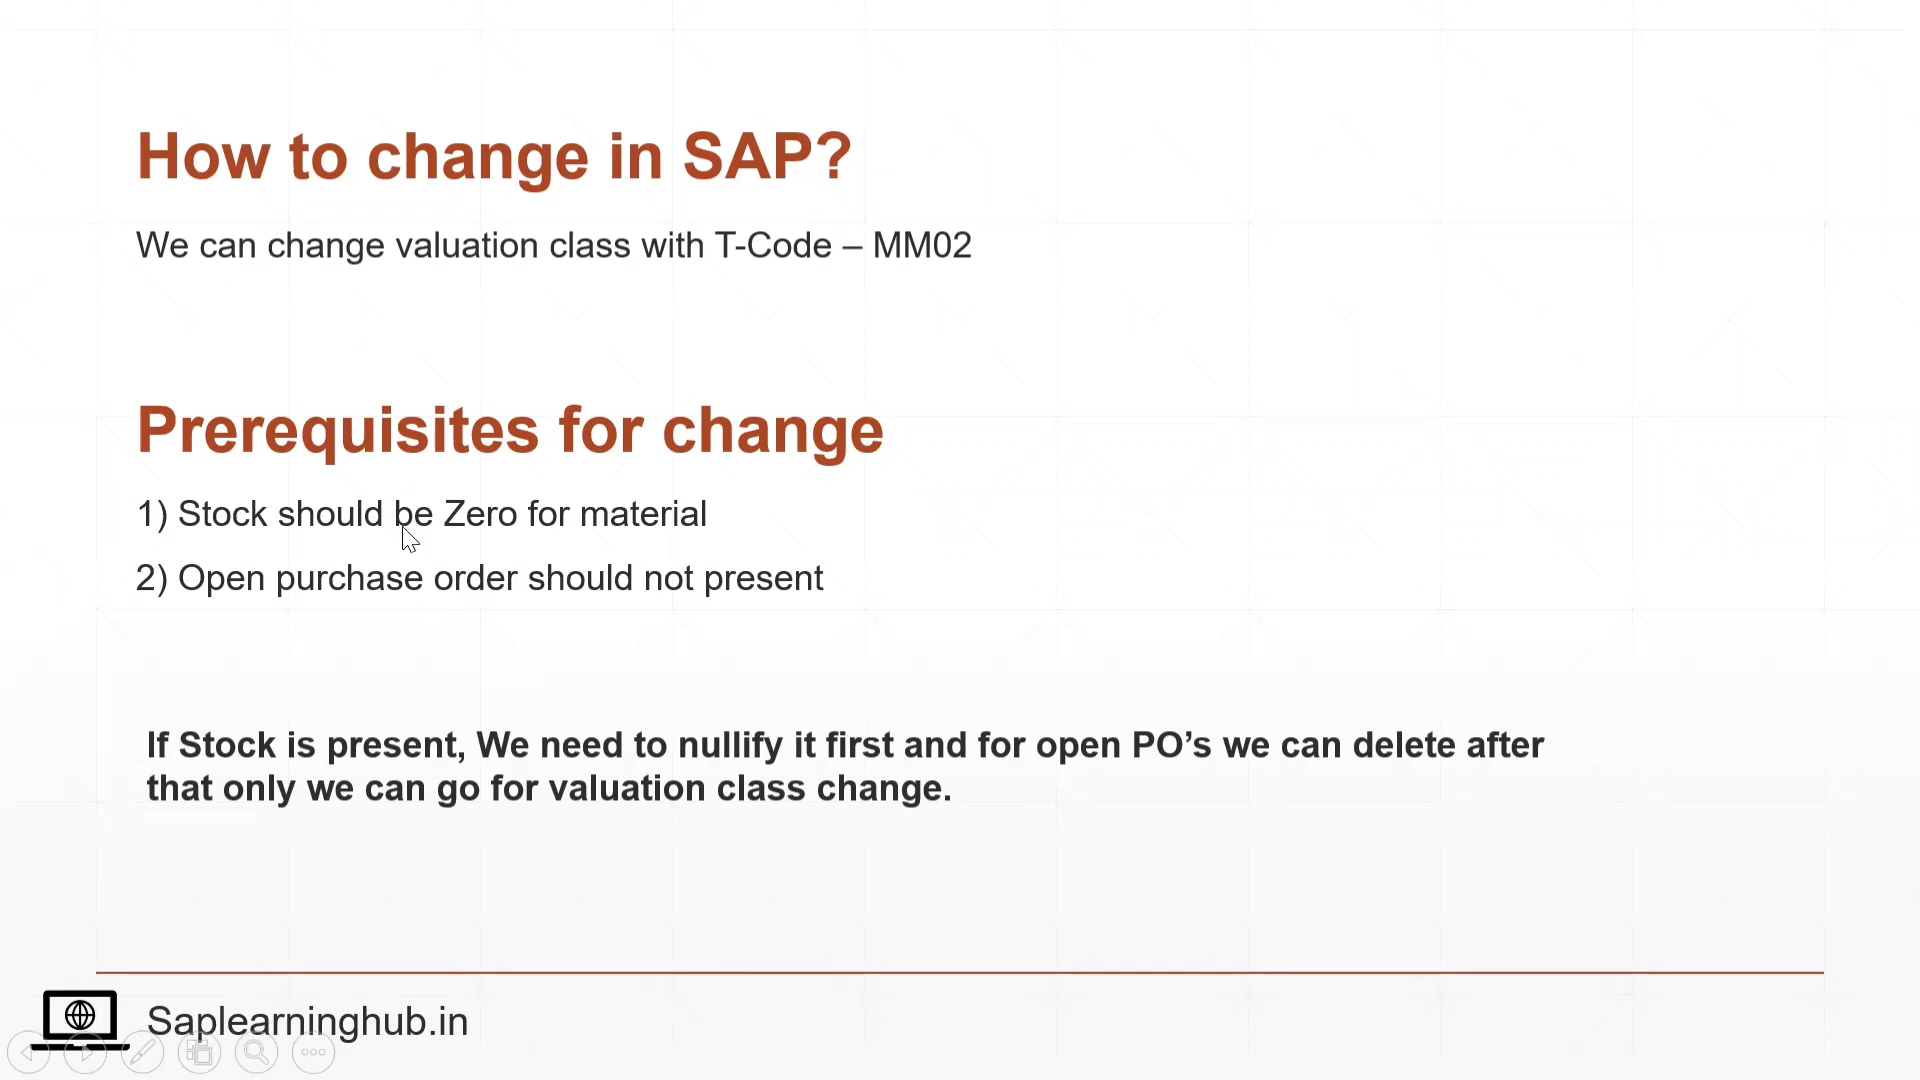 How to change in SAP?
We can change valuation class with T-Code – MM02
Prerequisites for change
1) Stock should be Zero for material
2) Open purchase order should not present
If Stock is present, We need to nullify it first and for open PO’s we can delete after
that only we can go for valuation class change.
Saplearninghub.in